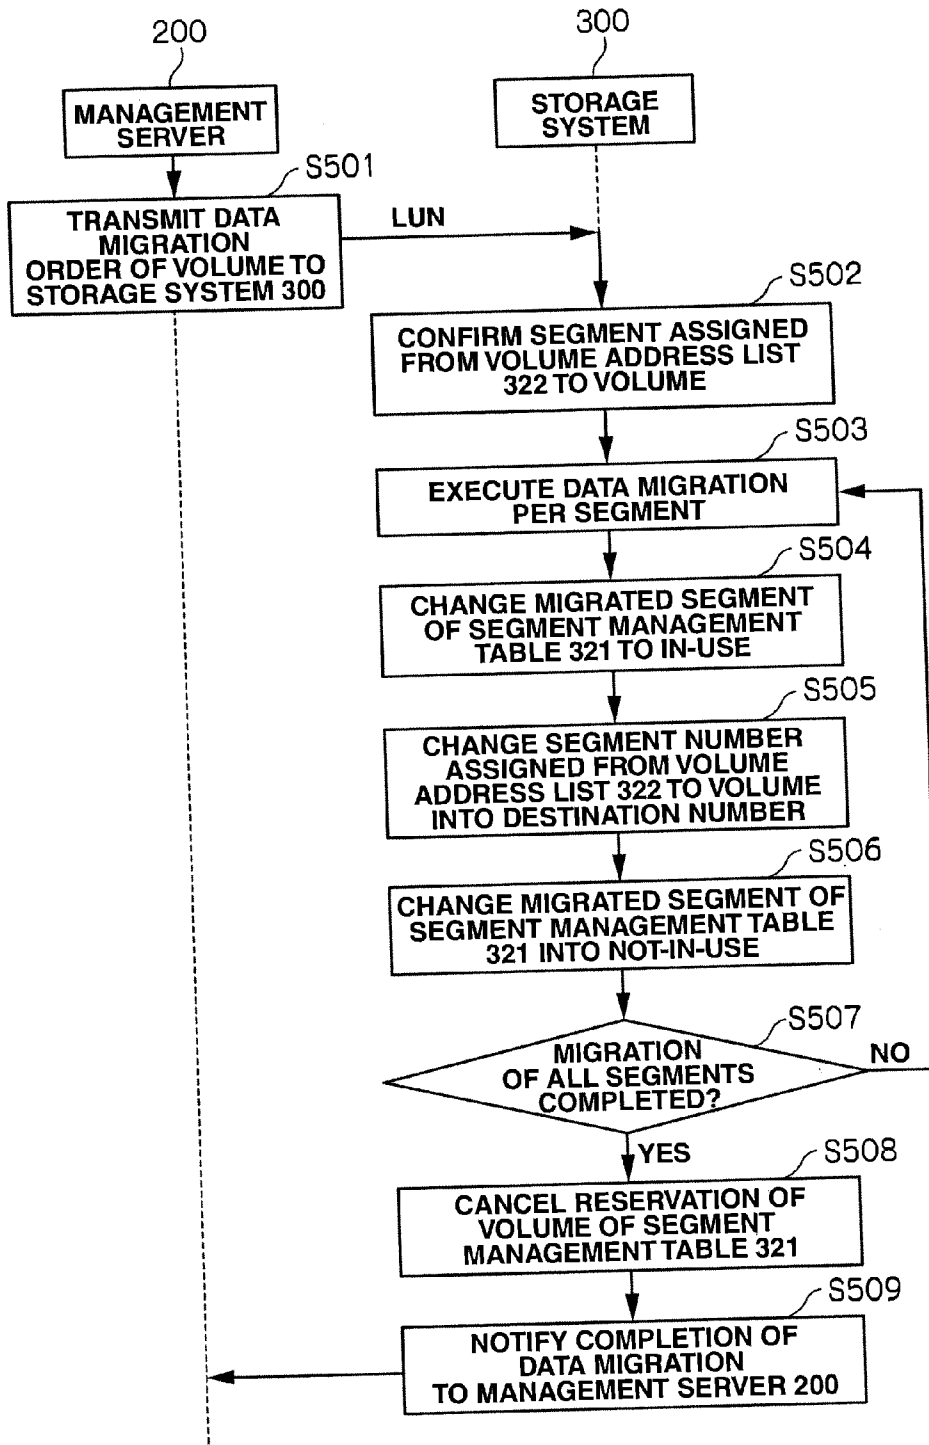 200
300
MANAGEMENT
SERVER
STORAGE
SYSTEM
S501
TRANSMIT DATA
MIGRATION
ORDER OF VOLUME TO
STORAGE SYSTEM 300
LUN
S502
CONFIRM SEGMENT ASSIGNED
FROM VOLUME ADDRESS LIST
322 TO VOLUME
S503
EXECUTE DATA MIGRATION
PER SEGMENT
S504
CHANGE MIGRATED SEGMENT
OF SEGMENT MANAGEMENT
TABLE 321 TO IN-USE
S505
CHANGE SEGMENT NUMBER
ASSIGNED FROM VOLUME
ADDRESS LIST 322 TO VOLUME
INTO DESTINATION NUMBER
S506
CHANGE MIGRATED SEGMENT OF
SEGMENT MANAGEMENT TABLE
321 INTO NOT-IN-USE
S507
MIGRATION
OF ALL SEGMENTS
COMPLETED?
NO
YES
S508
CANCEL RESERVATION OF
VOLUME OF SEGMENT
MANAGEMENT TABLE 321
S509
NOTIFY COMPLETION OF
DATA MIGRATION
TO MANAGEMENT SERVER 200